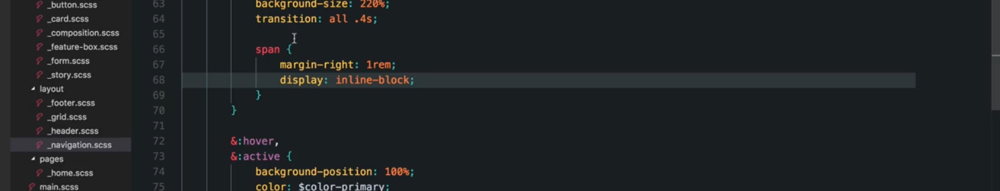 _button.scss
_card.scss
_composition.scss
_feature-box.scss
_form.scss
_story.scss
layout
_footer.scss
_grid.scss
_header.scss
_navigation.scss
pages
_home.scss
main.scss
63 background-size: 220%;
64 transition: all .4s;
65
66 span {
67 margin-right: 1rem;
68 display: inline-block;
69 }
70 }
71
72 &:hover,
73 &:active {
74 background-position: 100%;
75 color: $color-primary;